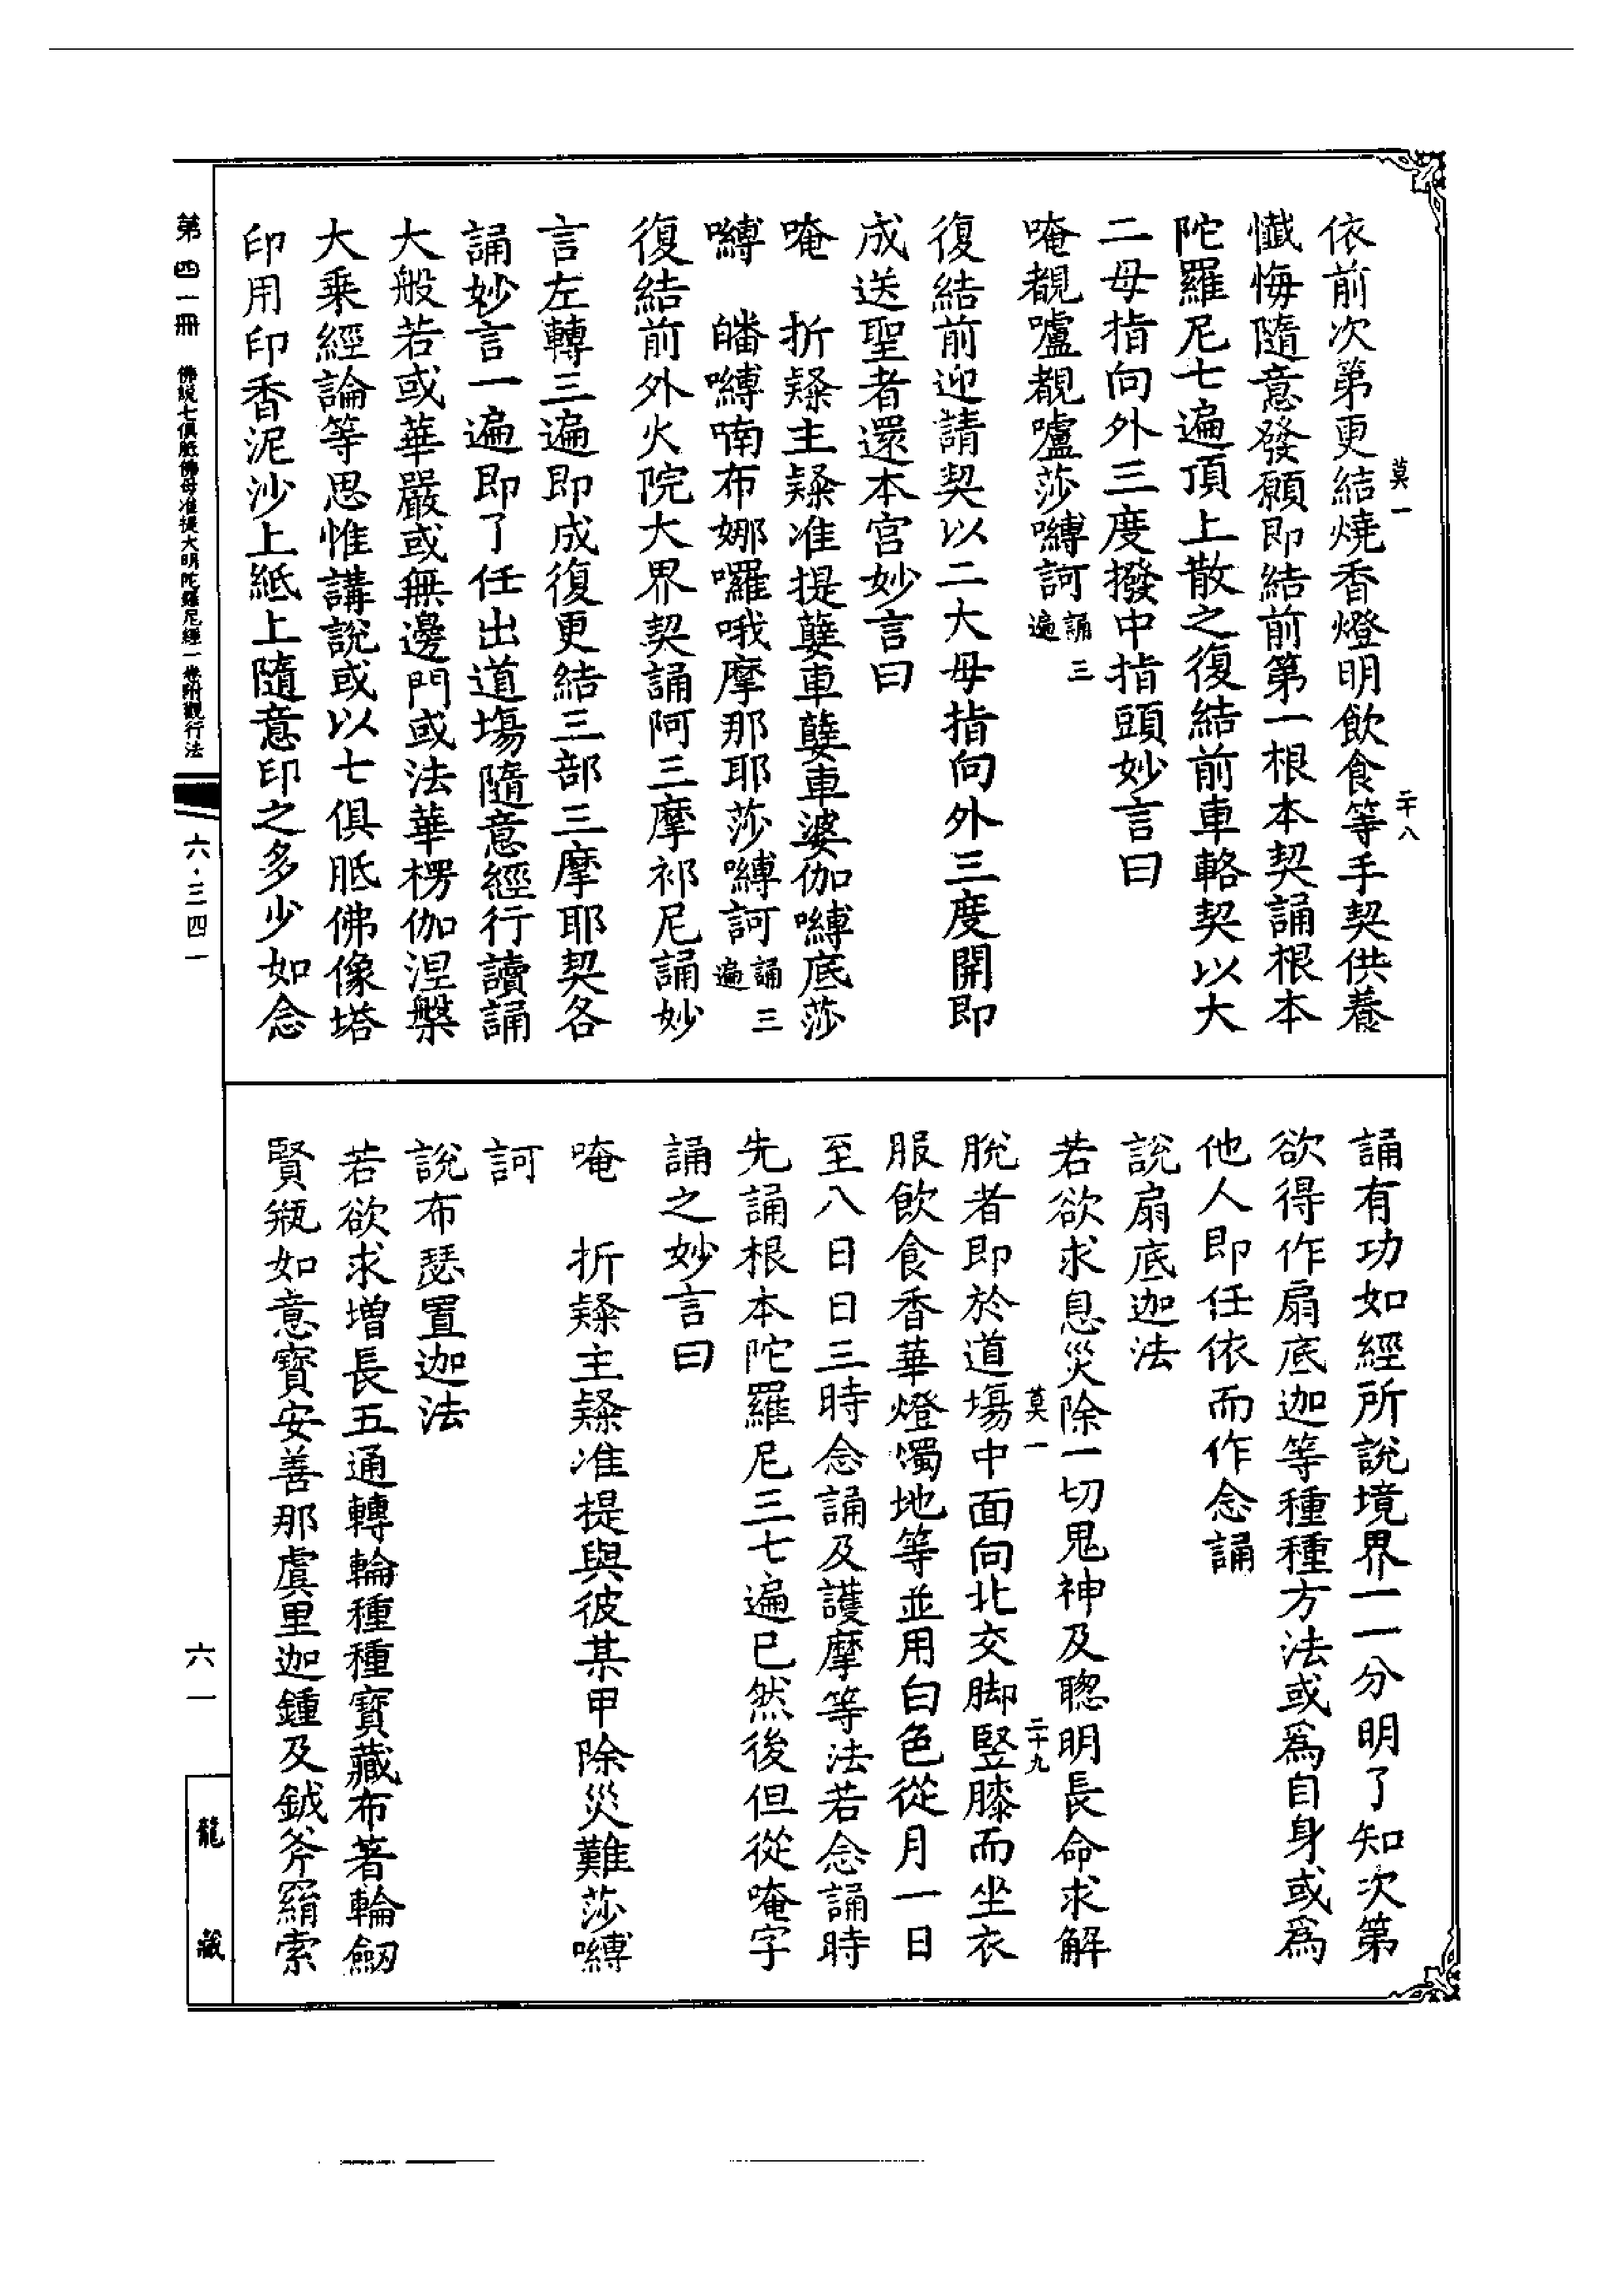 依前次第更結燒香燈明飲食等手契供養
莫一
二十八
懺悔隨意發願即結前第一根本契誦根本
陀羅尼七遍頂上散之復結前車輅契以大
二母指向外三度撥中指頭妙言曰
唵覩嚧覩嚧莎嚩訶誦三遍
復結前迎請契以二大母指向外三度開即
成送聖者還本宮妙言曰
唵 折𣜩主𣜩准提孽車孽車婆伽嚩底莎
嚩 皤嚩喃布娜囉哦摩那耶莎嚩訶誦三遍
復結前外火院大界契誦阿三摩祁尼誦妙
言左轉三遍即成復更結三部三摩耶契各
誦妙言一遍即了任出道場隨意經行讀誦
大般若或華嚴或無邊門或法華楞伽涅槃
大乘經論等思惟講說或以七俱胝佛像塔
印用印香泥沙上紙上隨意印之多少如念
誦有功如經所說境界一一分明了知次第
欲得作扇底迦等種種方法或爲自身或爲
他人即任依而作念誦
說扇底迦法
若欲求息災除一切鬼神及聰明長命求解
莫一
二十九
脫者即於道場中面向北交脚竪膝而坐衣
服飲食香華燈燭地等並用白色從月一日
至八日日三時念誦及護摩等法若念誦時
先誦根本陀羅尼三七遍已然後但從唵字
誦之妙言曰
唵 折𣜩主𣜩准提與彼某甲除災難莎嚩
訶
說布瑟置迦法
若欲求增長五通轉輪種種寶藏布著輪劒
賢瓶如意寶安善那虞里迦鍾及鉞斧羂索
第四一冊 佛說七俱胝佛母准提大明陀羅尼經一卷附觀行法
六·三四一
六一
龍藏